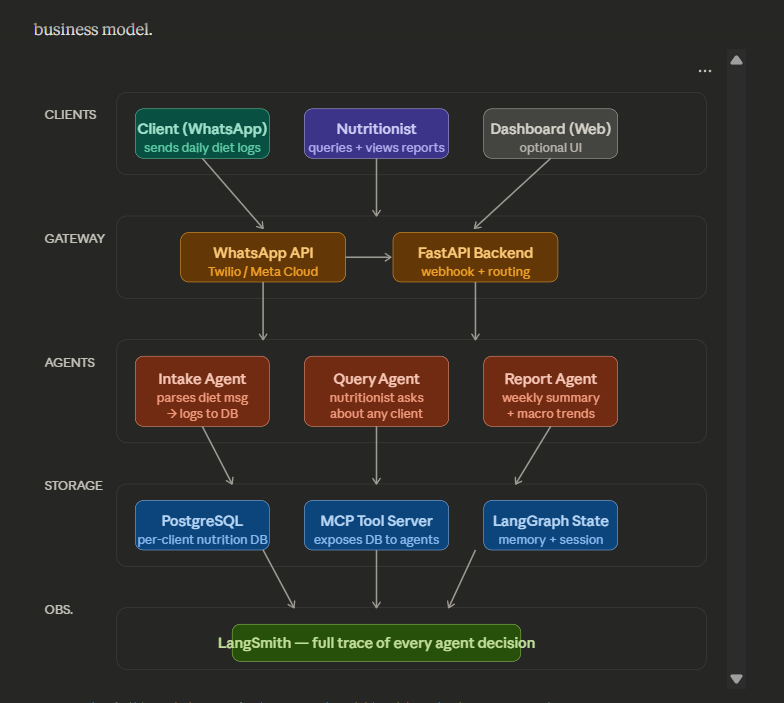 business model.
...
CLIENTS
Client (WhatsApp)
sends daily diet logs
Nutritionist
queries + views reports
Dashboard (Web)
optional UI
GATEWAY
WhatsApp API
Twilio / Meta Cloud
FastAPI Backend
webhook + routing
AGENTS
Intake Agent
parses diet msg
→ logs to DB
Query Agent
nutritionist asks
about any client
Report Agent
weekly summary
+ macro trends
STORAGE
PostgreSQL
per-client nutrition DB
MCP Tool Server
exposes DB to agents
LangGraph State
memory + session
OBS.
LangSmith — full trace of every agent decision